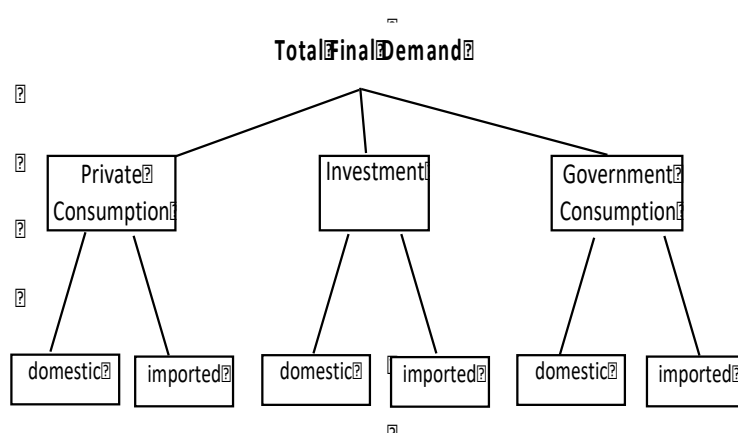 Total Final Demand
Private
Consumption
Investment
Government
Consumption
domestic
imported
domestic
imported
domestic
imported